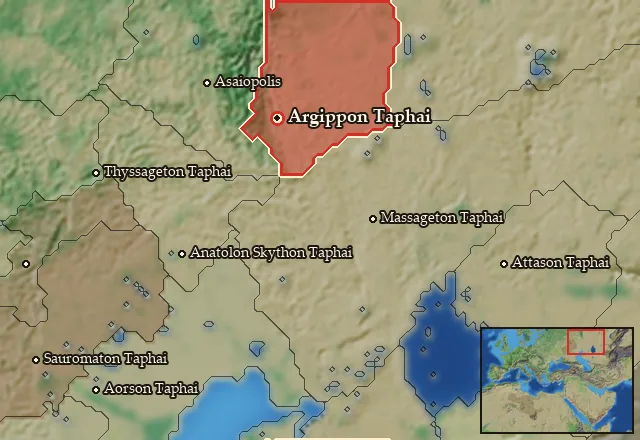 Asaiopolis
Argippon Taphai
Thyssageton Taphai
Massageton Taphai
Anatolon Skython Taphai
Attason Taphai
Sauromaton Taphai
Aorson Taphai